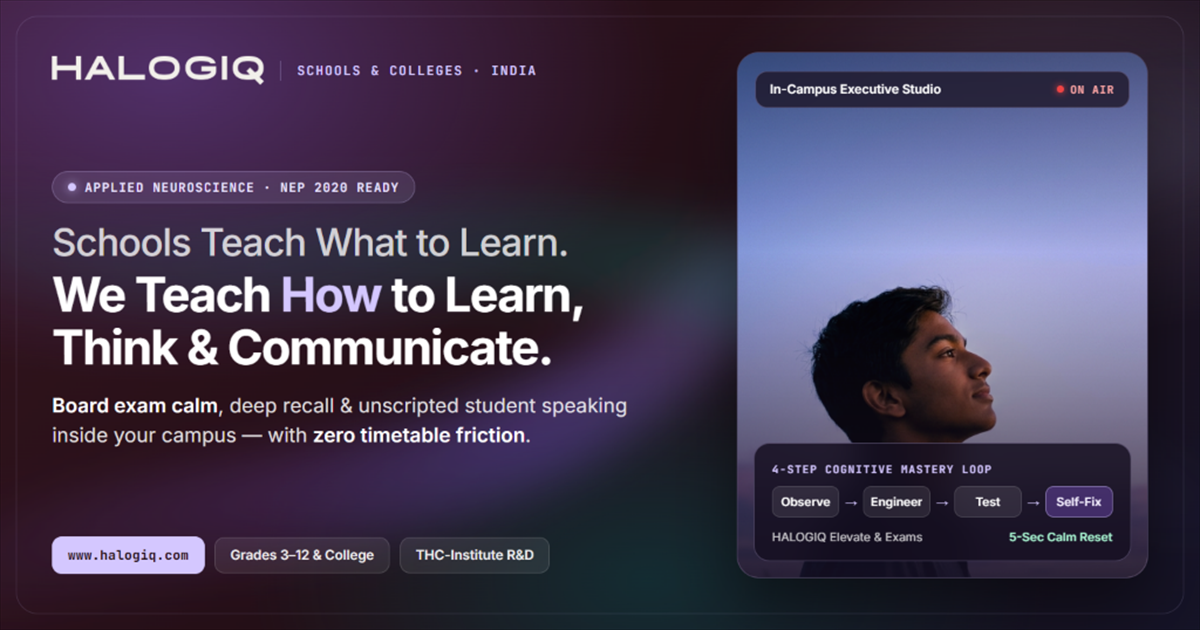 HALOGIQ
SCHOOLS & COLLEGES · INDIA
APPLIED NEUROSCIENCE · NEP 2020 READY
Schools Teach What to Learn.
We Teach How to Learn,
Think & Communicate.
Board exam calm, deep recall & unscripted student speaking
inside your campus — with zero timetable friction.
www.halogiq.com
Grades 3–12 & College
THC-Institute R&D
In-Campus Executive Studio
ON AIR
4-STEP COGNITIVE MASTERY LOOP
Observe → Engineer → Test → Self-Fix
HALOGIQ Elevate & Exams
5-Sec Calm Reset